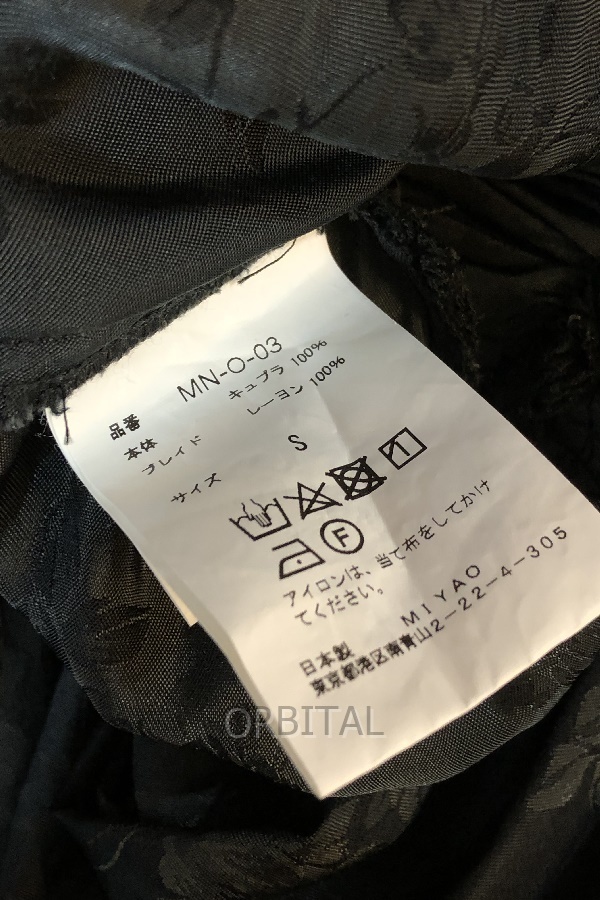 品番 MN-O-03
本体 キュプラ 100%
ブレイド レーヨン 100%
サイズ S
F
アイロンは、当て布をしてかけ
てください。
MIYAO
日本製
東京都港区南青山2-22-4-305
ORBITAL